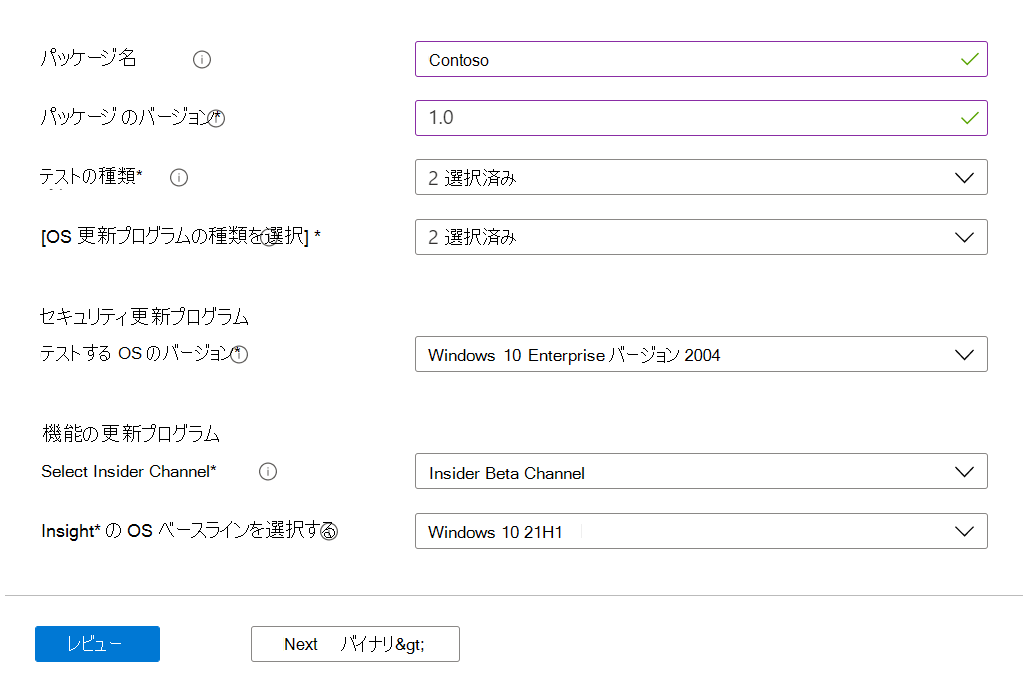 パッケージ名
Contoso
パッケージ のバージョン*
1.0
テストの種類*
2 選択済み
[OS 更新プログラムの種類を選択] *
2 選択済み
セキュリティ更新プログラム
テストする OS のバージョン*
Windows 10 Enterprise バージョン 2004
機能の更新プログラム
Select Insider Channel*
Insider Beta Channel
Insight* の OS ベースラインを選択する
Windows 10 21H1
レビュー
Next バイナリ&gt;